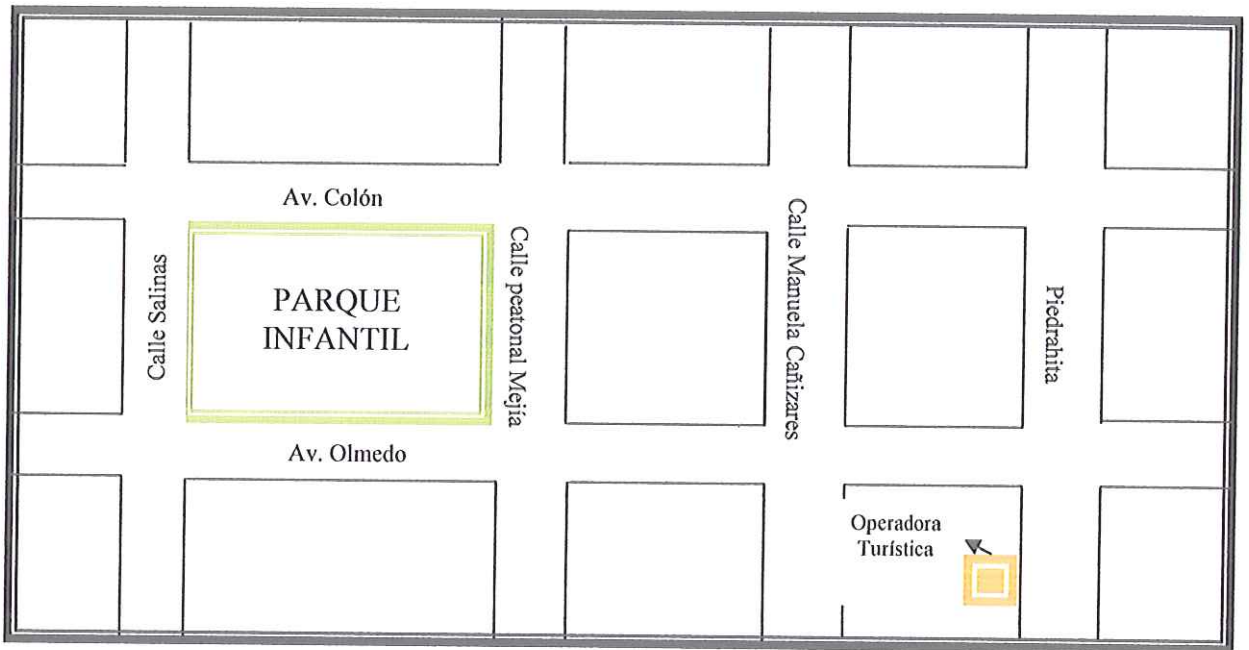 Av. Colón
Calle Salinas
PARQUE
INFANTIL
Calle peatonal Mejía
Calle Manuela Cañizares
Piedrahita
Av. Olmedo
Operadora
Turística